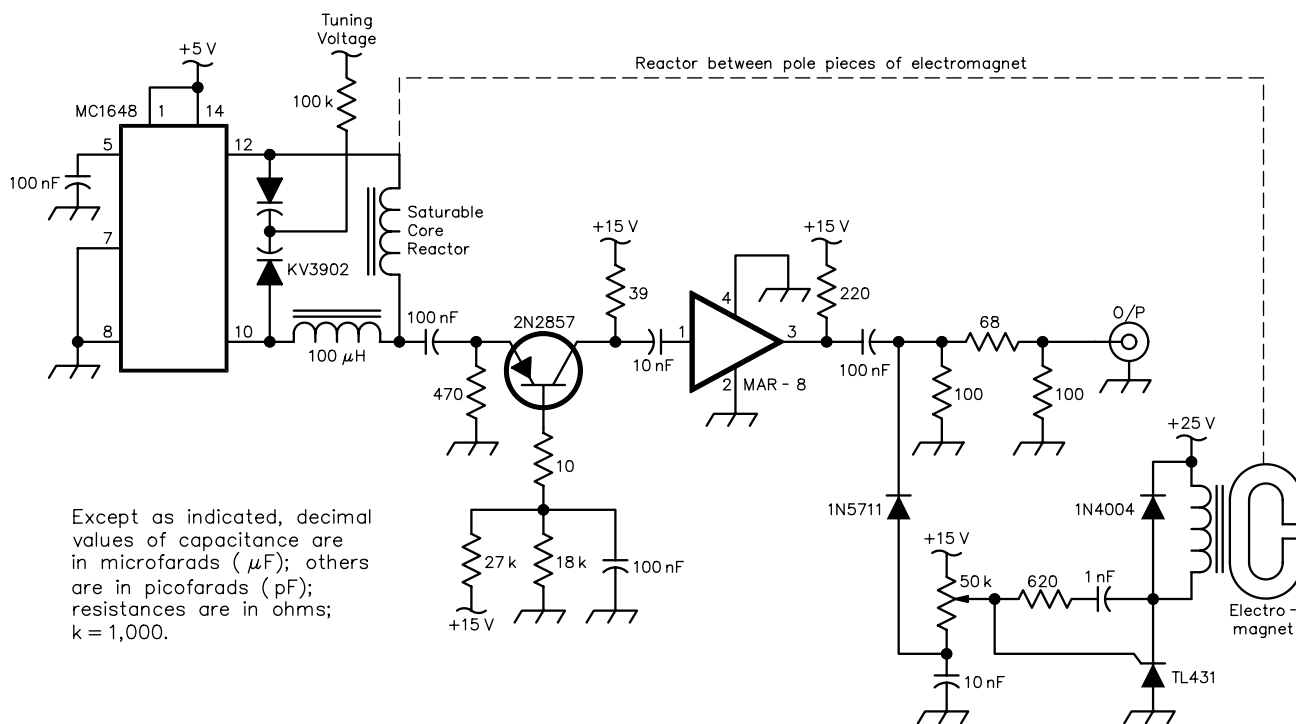 Tuning
Voltage
+5 V
Reactor between pole pieces of electromagnet
MC1648
1
14
100 k
5
12
100 nF
Saturable
Core
Reactor
7
KV3902
+15 V
+15 V
39
4
220
8
10
100 µH
100 nF
2N2857
10 nF
1
3
2
MAR - 8
100 nF
68
O/P
470
100
100
+25 V
10
1N5711
1N4004
Except as indicated, decimal
values of capacitance are
in microfarads ( µF); others
are in picofarads ( pF);
resistances are in ohms;
k = 1,000.
27 k
18 k
100 nF
+15 V
+15 V
50 k
620
1 nF
Electro -
magnet
10 nF
TL431